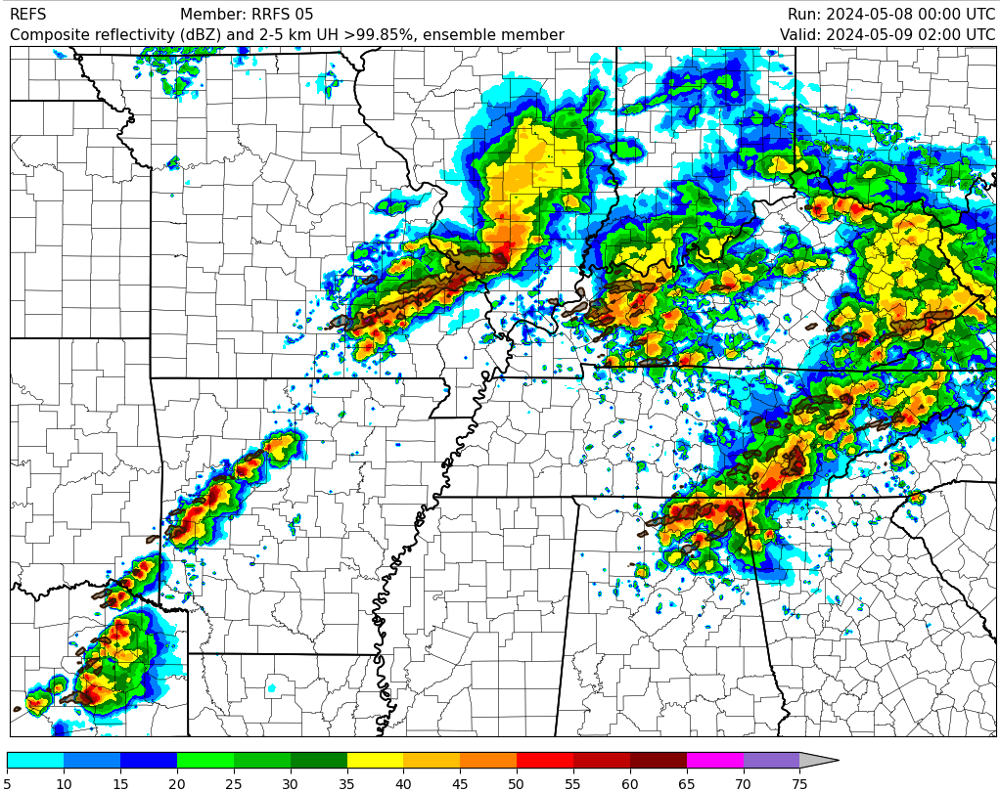 REFS Member: RRFS 05 Run: 2024-05-08 00:00 UTC
Composite reflectivity (dBZ) and 2-5 km UH >99.85%, ensemble member Valid: 2024-05-09 02:00 UTC
5 10 15 20 25 30 35 40 45 50 55 60 65 70 75